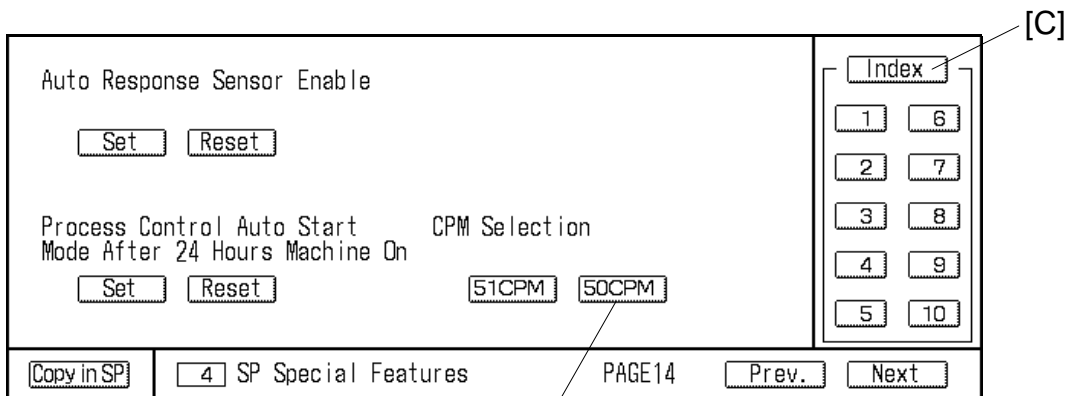 [C]
Auto Response Sensor Enable
Index
1 6
Set Reset
2 7
Process Control Auto Start CPM Selection
3 8
Mode After 24 Hours Machine On
4 9
Set Reset 51CPM 50CPM
5 10
Copy in SP 4 SP Special Features PAGE14 Prev. Next